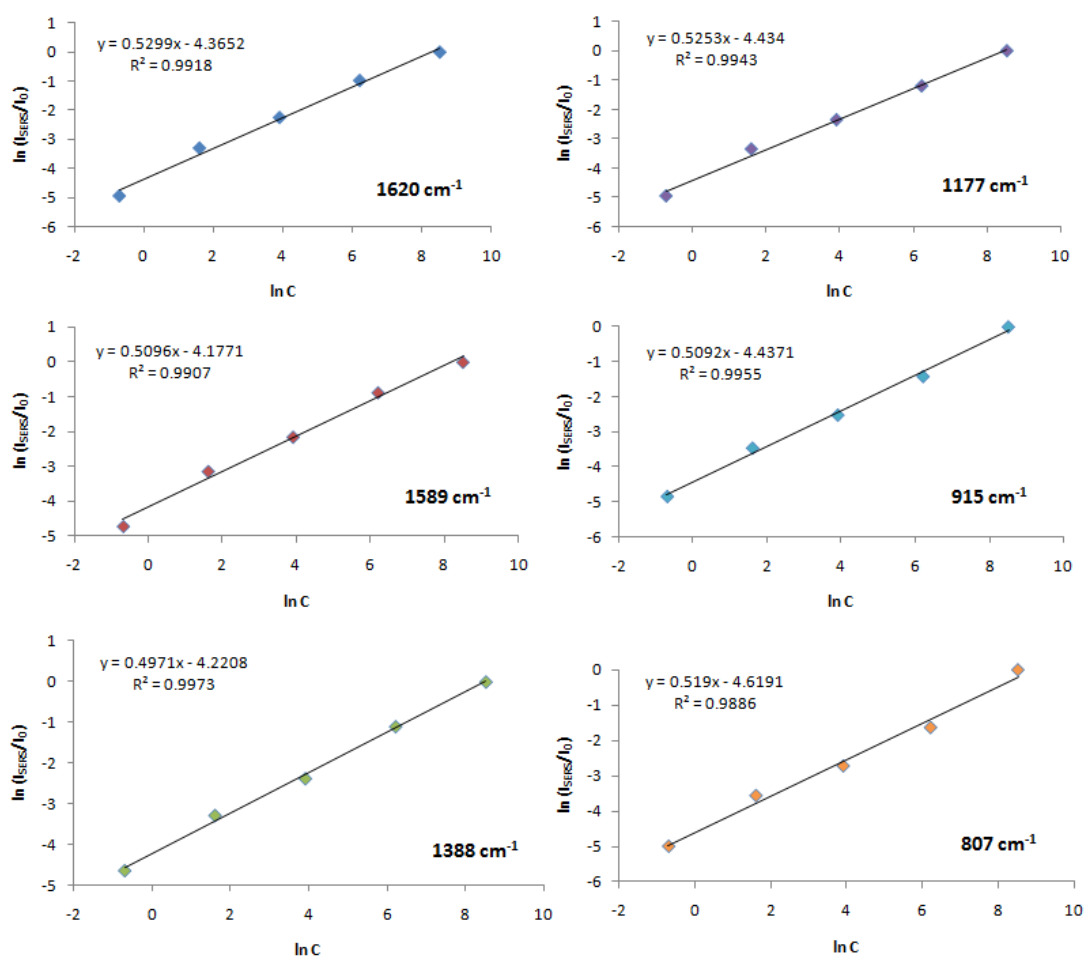 y = 0.5299x - 4.3652
R² = 0.9918
1
0
-1
-2
-3
-4
-5
-6
-2 0 2 4 6 8 10
ln (I_SERS/I_0)
ln C
1620 cm⁻¹
y = 0.5253x - 4.434
R² = 0.9943
1
0
-1
-2
-3
-4
-5
-6
-2 0 2 4 6 8 10
ln (I_SERS/I_0)
ln C
1177 cm⁻¹
y = 0.5096x - 4.1771
R² = 0.9907
1
0
-1
-2
-3
-4
-5
-2 0 2 4 6 8 10
ln (I_SERS/I_0)
ln C
1589 cm⁻¹
y = 0.5092x - 4.4371
R² = 0.9955
0
-1
-2
-3
-4
-5
-6
-2 0 2 4 6 8 10
ln (I_SERS/I_0)
ln C
915 cm⁻¹
y = 0.4971x - 4.2208
R² = 0.9973
1
0
-1
-2
-3
-4
-5
-2 0 2 4 6 8 10
ln (I_SERS/I_0)
ln C
1388 cm⁻¹
y = 0.519x - 4.6191
R² = 0.9886
0
-1
-2
-3
-4
-5
-6
-2 0 2 4 6 8 10
ln (I_SERS/I_0)
ln C
807 cm⁻¹